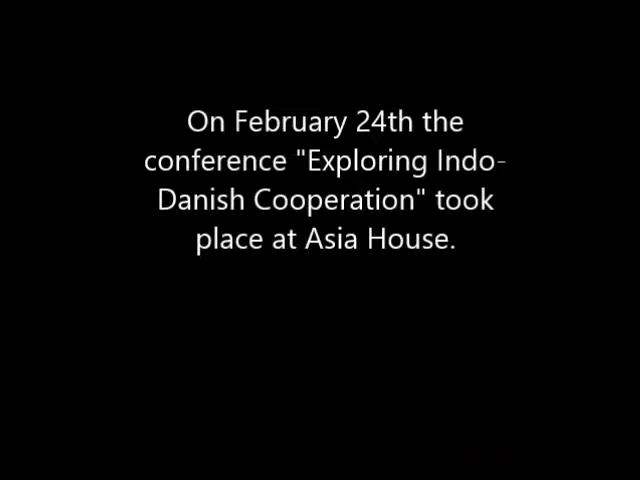 On February 24th the
conference "Exploring Indo-
Danish Cooperation" took
place at Asia House.